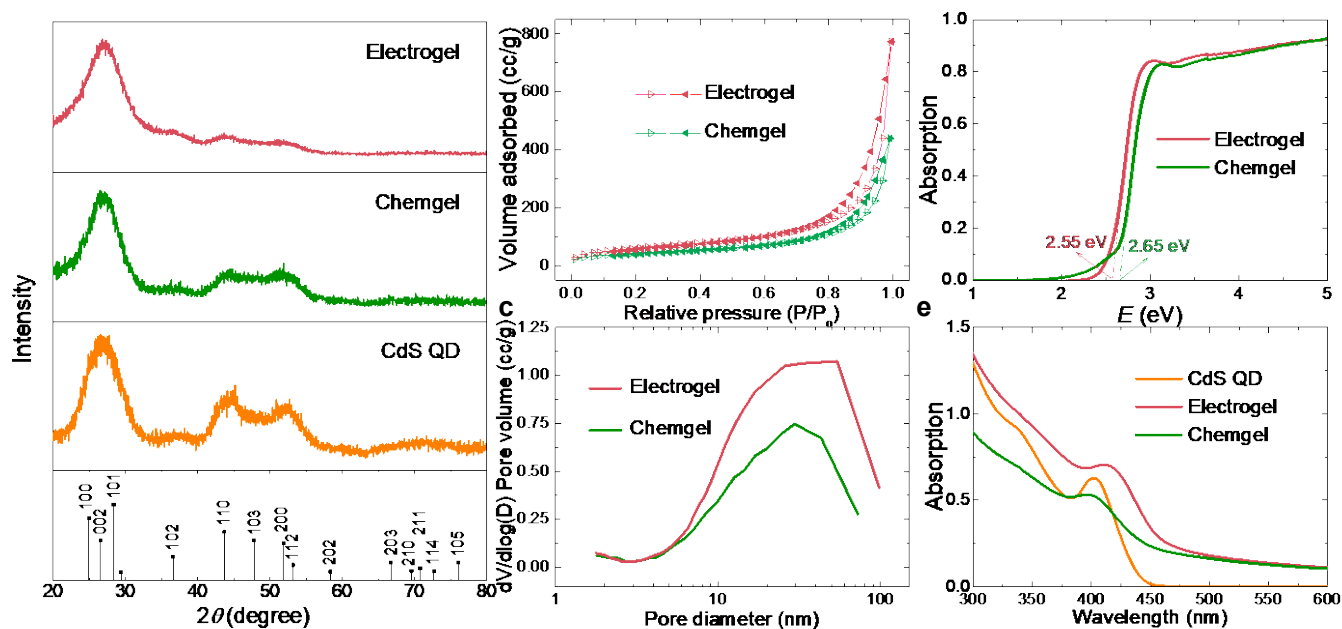 Electrogel
Chemgel
CdS QD
Intensity
100
002
101
102
110
103
200
112
202
203
210
211
114
105
20 30 40 50 60 70 80
2θ (degree)
Volume adsorbed (cc/g)
800
600
400
200
0
Electrogel
Chemgel
0.0 0.2 0.4 0.6 0.8 1.0
Relative pressure (P/P0)
Absorption
1.0
0.8
0.6
0.4
0.2
0.0
Electrogel
Chemgel
2.55 eV
2.65 eV
1 2 3 4 5
E (eV)
c
dV/dlog(D) Pore volume (cc/g)
1.25
1.00
0.75
0.50
0.25
0.00
Electrogel
Chemgel
1 10 100
Pore diameter (nm)
e
Absorption
1.5
1.0
0.5
0.0
CdS QD
Electrogel
Chemgel
300 350 400 450 500 550 600
Wavelength (nm)